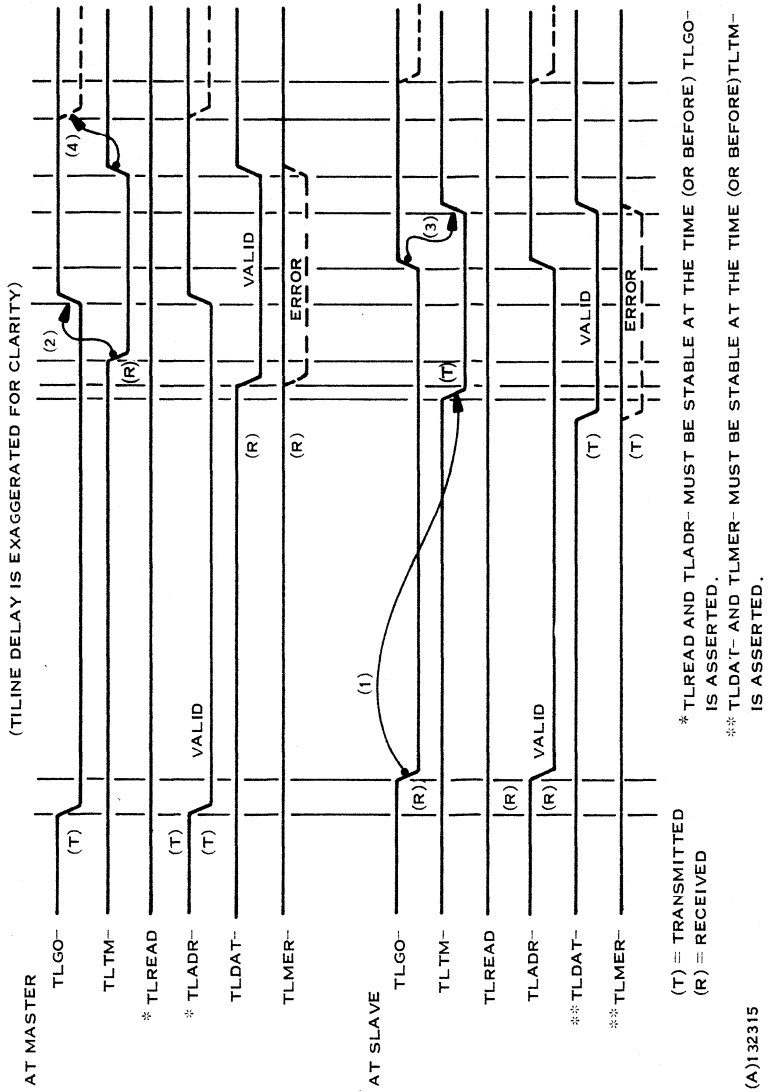 (TILINE DELAY IS EXAGGERATED FOR CLARITY)
AT MASTER
TLGO-
(T)
(2)
(4)
TLTM-
(R)
* TLREAD
(T)
* TLADR-
(T)
VALID
TLDAT-
(R)
VALID
TLMER-
(R)
ERROR
AT SLAVE
(1)
TLGO-
(R)
(3)
TLTM-
(T)
TLREAD
(R)
TLADR-
(R)
VALID
** TLDAT-
(T)
VALID
** TLMER-
(T)
ERROR
(T) = TRANSMITTED
(R) = RECEIVED
* TLREAD AND TLADR- MUST BE STABLE AT THE TIME (OR BEFORE) TLGO-
IS ASSERTED.
** TLDAT- AND TLMER- MUST BE STABLE AT THE TIME (OR BEFORE) TLTM-
IS ASSERTED.
(A)132315